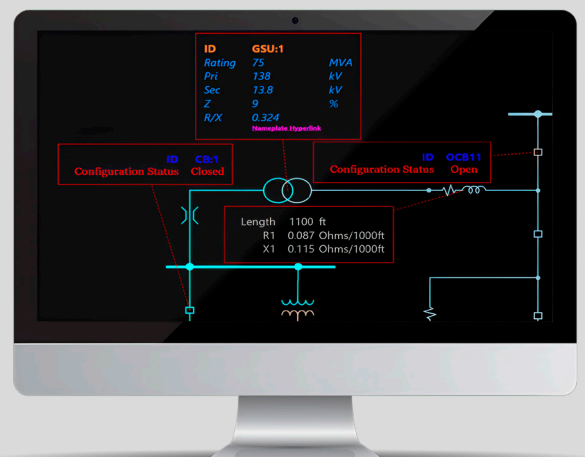 ID GSU:1
Rating 75 MVA
Pri 138 kV
Sec 13.8 kV
Z 9 %
R/X 0.324
Nameplate Hyperlink
ID CB:1
Configuration Status Closed
ID OCB11
Configuration Status Open
Length 1100 ft
R1 0.087 Ohms/1000ft
X1 0.115 Ohms/1000ft